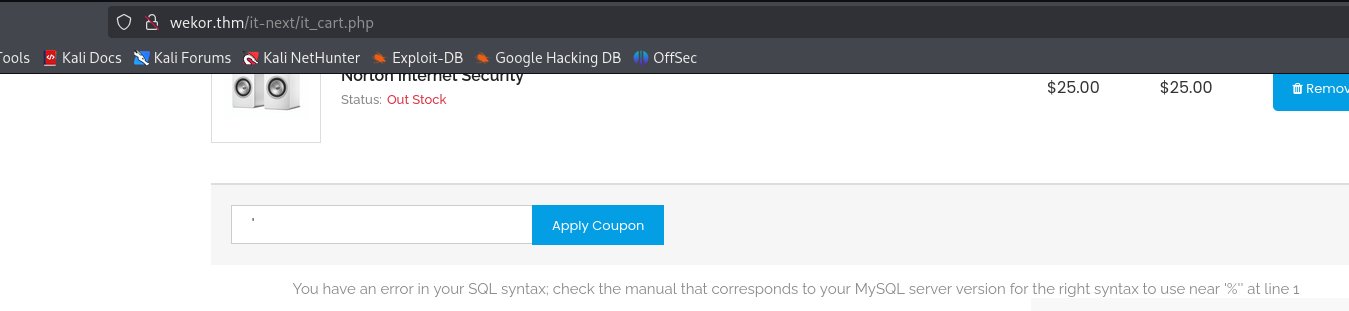 wekor.thm/it-next/it_cart.php
Tools Kali Docs Kali Forums Kali NetHunter Exploit-DB Google Hacking DB OffSec
Norton Internet Security
$25.00 $25.00 Remov
Status: Out Stock
' Apply Coupon
You have an error in your SQL syntax; check the manual that corresponds to your MySQL server version for the right syntax to use near '%'' at line 1